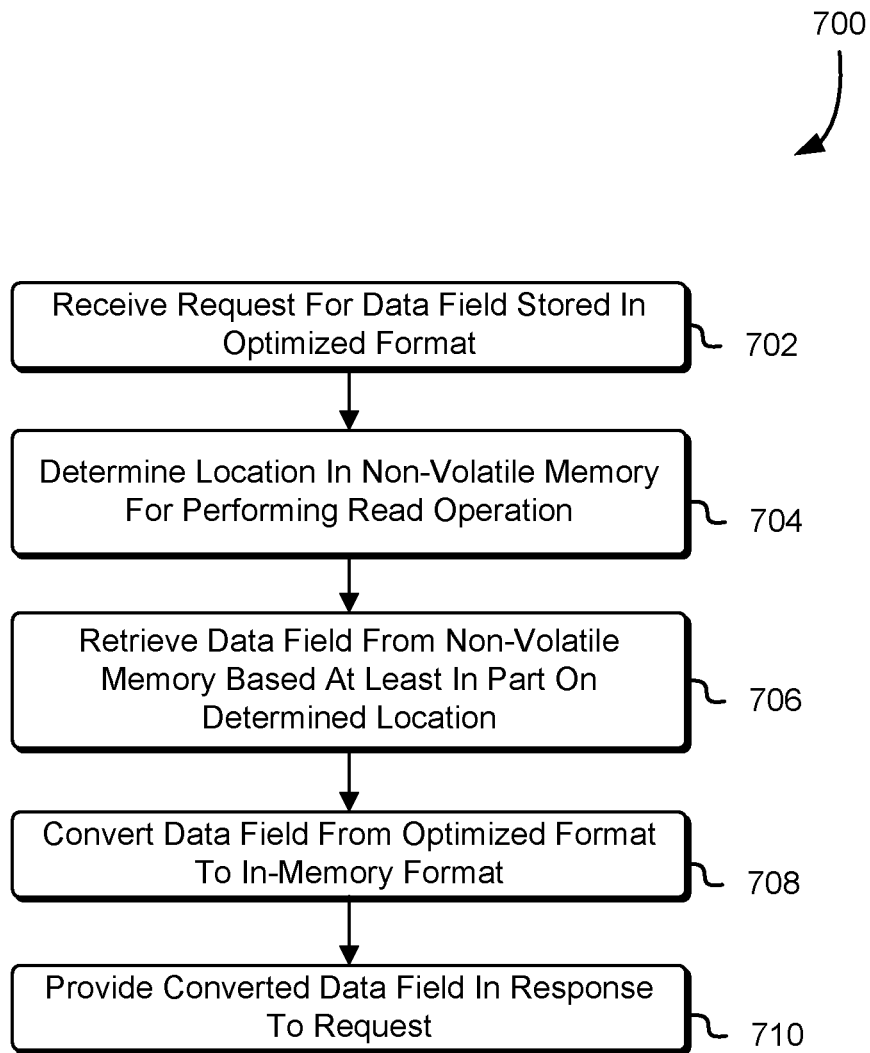 700
Receive Request For Data Field Stored In
Optimized Format
702
Determine Location In Non-Volatile Memory
For Performing Read Operation
704
Retrieve Data Field From Non-Volatile
Memory Based At Least In Part On
Determined Location
706
Convert Data Field From Optimized Format
To In-Memory Format
708
Provide Converted Data Field In Response
To Request
710